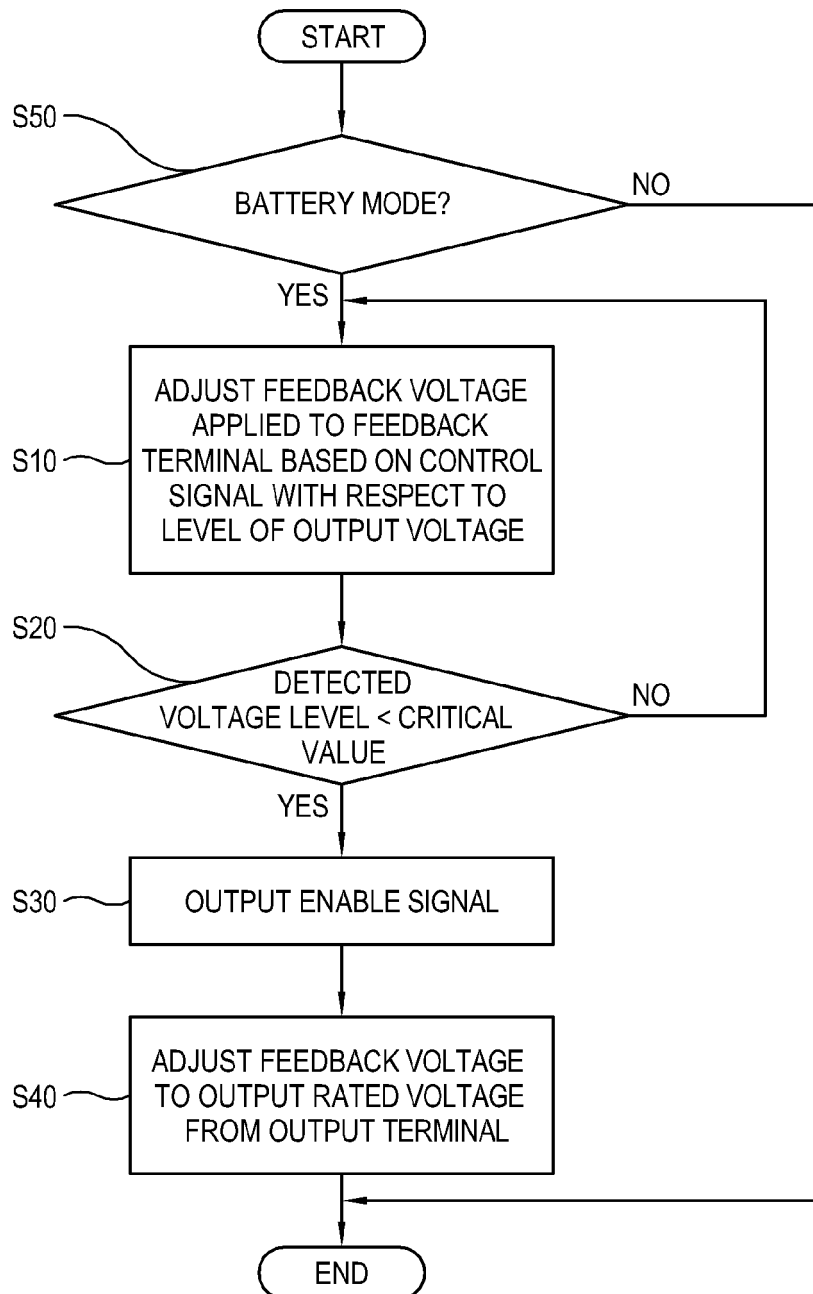 START
S50
BATTERY MODE?
NO
YES
S10
ADJUST FEEDBACK VOLTAGE
APPLIED TO FEEDBACK
TERMINAL BASED ON CONTROL
SIGNAL WITH RESPECT TO
LEVEL OF OUTPUT VOLTAGE
S20
DETECTED
VOLTAGE LEVEL < CRITICAL
VALUE
NO
YES
S30
OUTPUT ENABLE SIGNAL
S40
ADJUST FEEDBACK VOLTAGE
TO OUTPUT RATED VOLTAGE
FROM OUTPUT TERMINAL
END